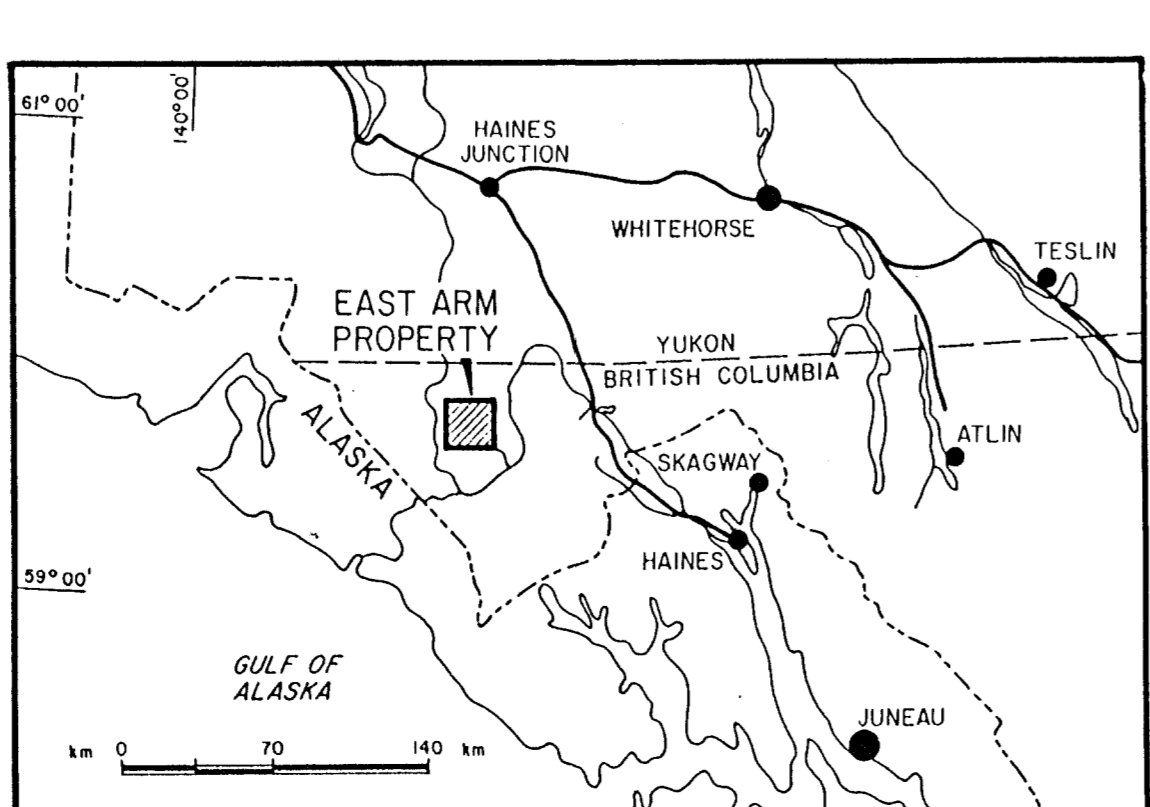 61° 00'
140°00'
HAINES
JUNCTION
WHITEHORSE
TESLIN
EAST ARM
PROPERTY
YUKON
BRITISH COLUMBIA
ALASKA
ATLIN
SKAGWAY
HAINES
59° 00'
GULF OF
ALASKA
JUNEAU
km 0 70 140 km